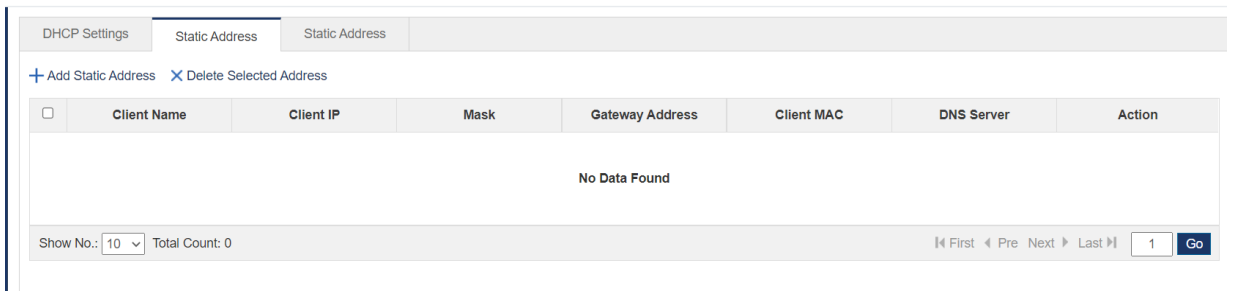 DHCP Settings Static Address Static Address
Add Static Address Delete Selected Address
Client Name Client IP Mask Gateway Address Client MAC DNS Server Action
No Data Found
Show No.: 10 Total Count: 0 First Pre Next Last 1 Go